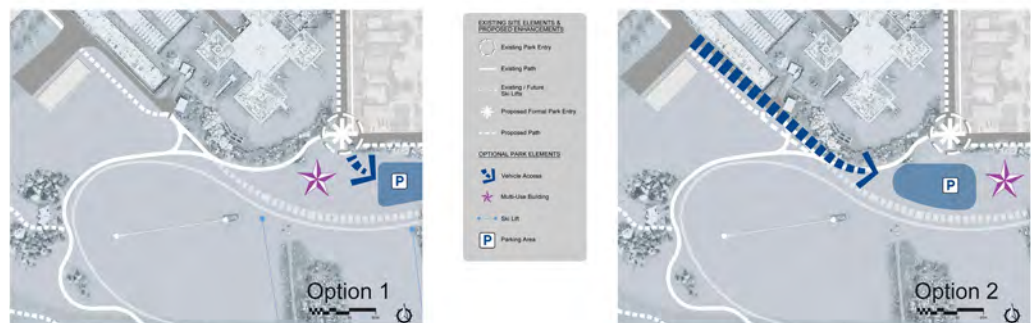 Option 1
EXISTING SITE ELEMENTS &
PROPOSED ENHANCEMENTS
Existing Park Entry
Existing Path
Existing / Future
Ski Lifts
Proposed Formal Park Entry
Proposed Path
OPTIONAL PARK ELEMENTS
Vehicle Access
Multi-Use Building
Ski Lift
P
Parking Area
P
Option 2
P